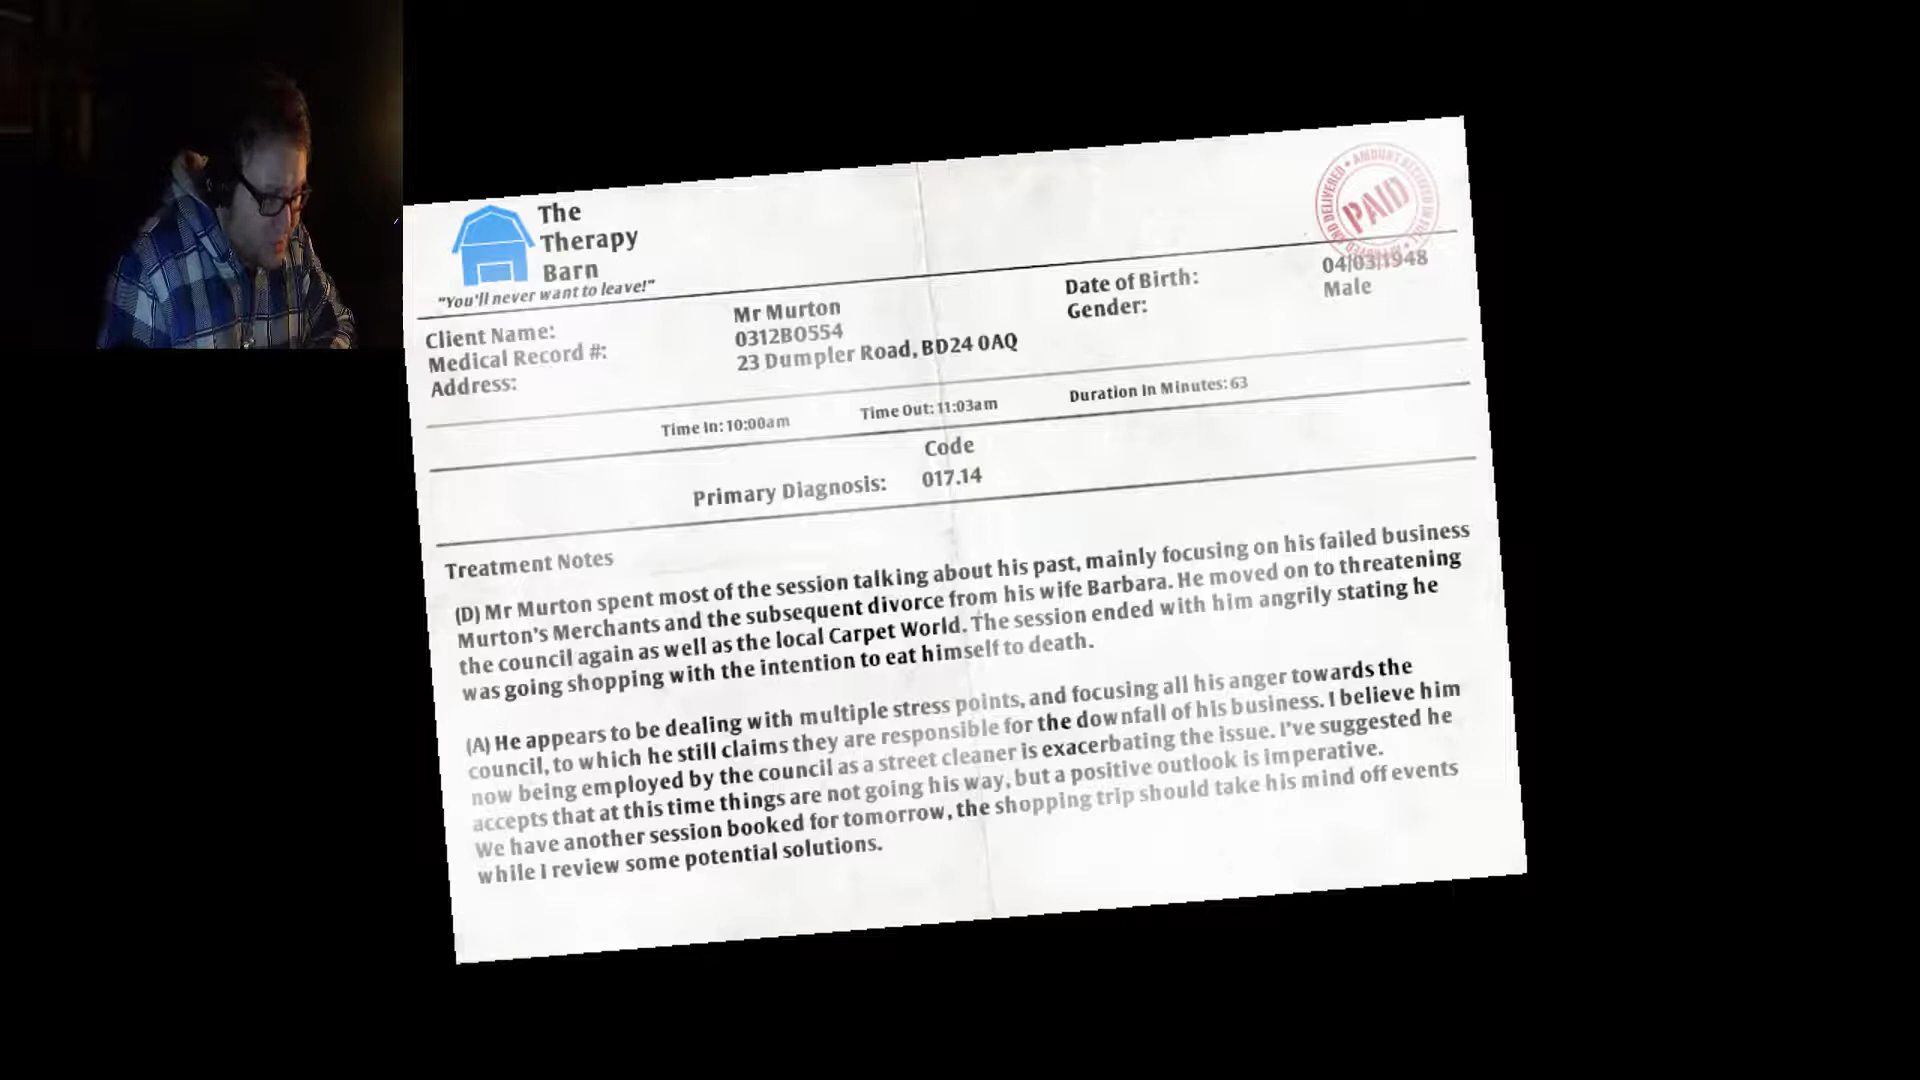 The
Therapy
Barn
"You'll never want to leave!"
AMOUNT RECEIVED IN FULL
AND DELIVERED
PAID
Client Name: Mr Murton Date of Birth: 04/03/1948
Medical Record #: 0312BO554 Gender: Male
Address: 23 Dumpler Road, BD24 0AQ
Time In: 10:00am Time Out: 11:03am Duration In Minutes: 63
Code
Primary Diagnosis: 017.14
Treatment Notes
(D) Mr Murton spent most of the session talking about his past, mainly focusing on his failed business
Murton's Merchants and the subsequent divorce from his wife Barbara. He moved on to threatening
the council again as well as the local Carpet World. The session ended with him angrily stating he
was going shopping with the intention to eat himself to death.
(A) He appears to be dealing with multiple stress points, and focusing all his anger towards the
council, to which he still claims they are responsible for the downfall of his business. I believe him
now being employed by the council as a street cleaner is exacerbating the issue. I've suggested he
accepts that at this time things are not going his way, but a positive outlook is imperative.
We have another session booked for tomorrow, the shopping trip should take his mind off events
while I review some potential solutions.